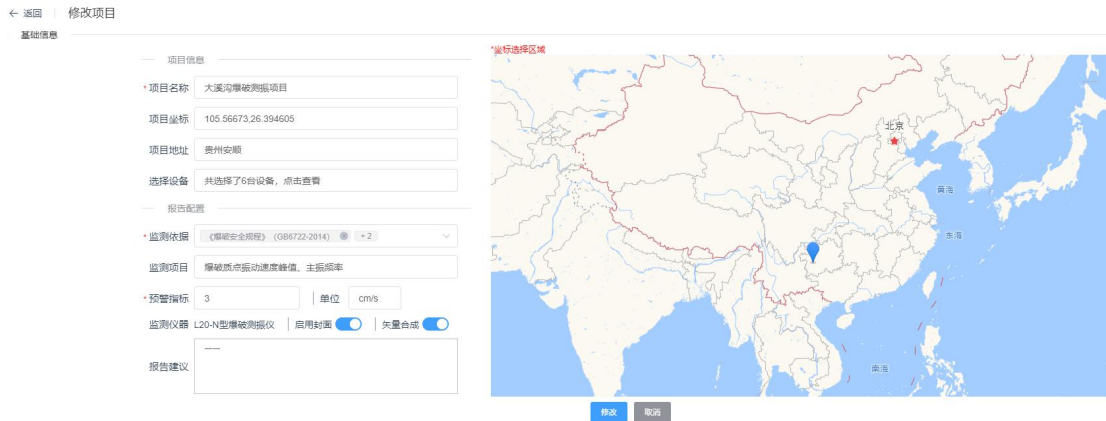 ← 返回 修改项目
基础信息
项目信息
*项目名称 大溪沟爆破测振项目
项目坐标 105.56673,26.394605
项目地址 贵州安顺
选择设备 共选择了6台设备，点击查看
报告配置
*监测依据 《爆破安全规程》（GB6722-2014） + 2
监测项目 爆破质点振动速度峰值、主振频率
*预警指标 3 单位 cm/s
监测仪器 L20-N型爆破测振仪 启用封面 矢量合成
报告建议 ——
*坐标选择区域
北京
黄海
东海
南海
修改 取消